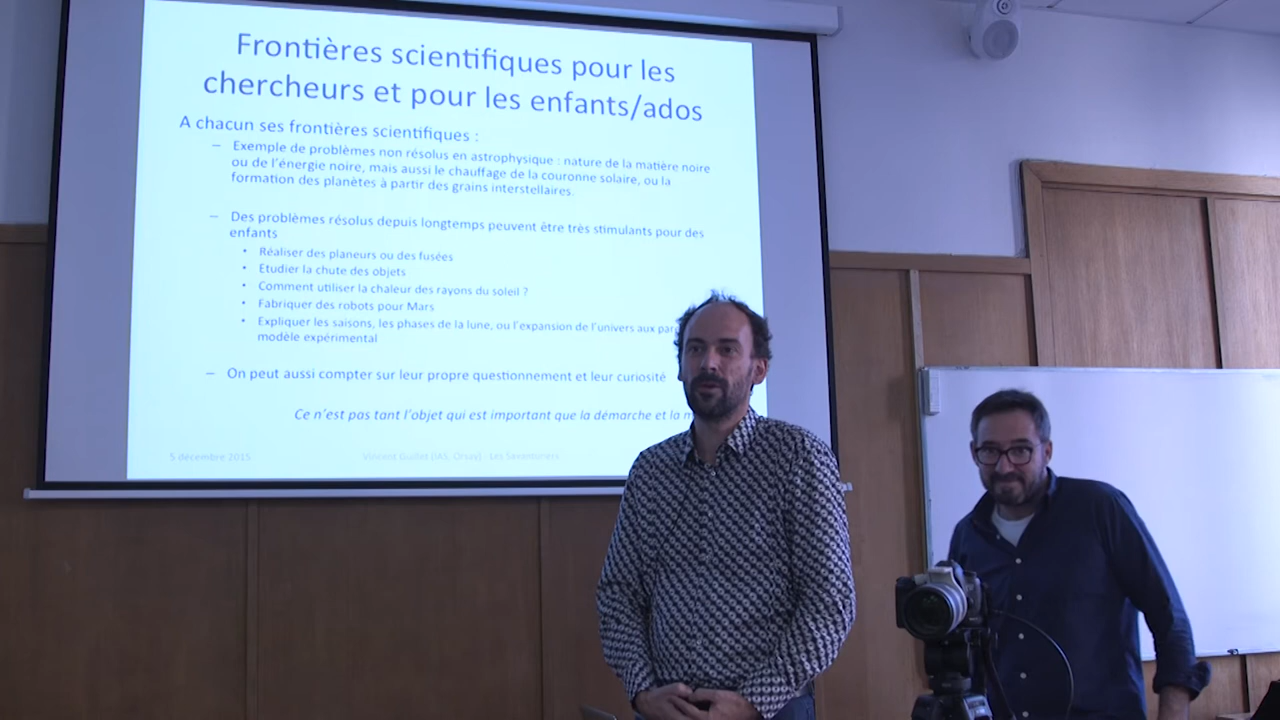 Frontières scientifiques pour les
chercheurs et pour les enfants/ados
A chacun ses frontières scientifiques :
– Exemple de problèmes non résolus en astrophysique : nature de la matière noire
ou de l'énergie noire, mais aussi le chauffage de la couronne solaire, ou la
formation des planètes à partir des grains interstellaires.
– Des problèmes résolus depuis longtemps peuvent être très stimulants pour des
enfants
• Réaliser des planeurs ou des fusées
• Etudier la chute des objets
• Comment utiliser la chaleur des rayons du soleil ?
• Fabriquer des robots pour Mars
• Expliquer les saisons, les phases de la lune, ou l'expansion de l'univers aux
modèle expérimental
– On peut aussi compter sur leur propre questionnement et leur curiosité
Ce n'est pas tant l'objet qui est important que la démarche et la
5 décembre 2015
Vincent Guillet (IAS, Orsay) - Les Savanturiers